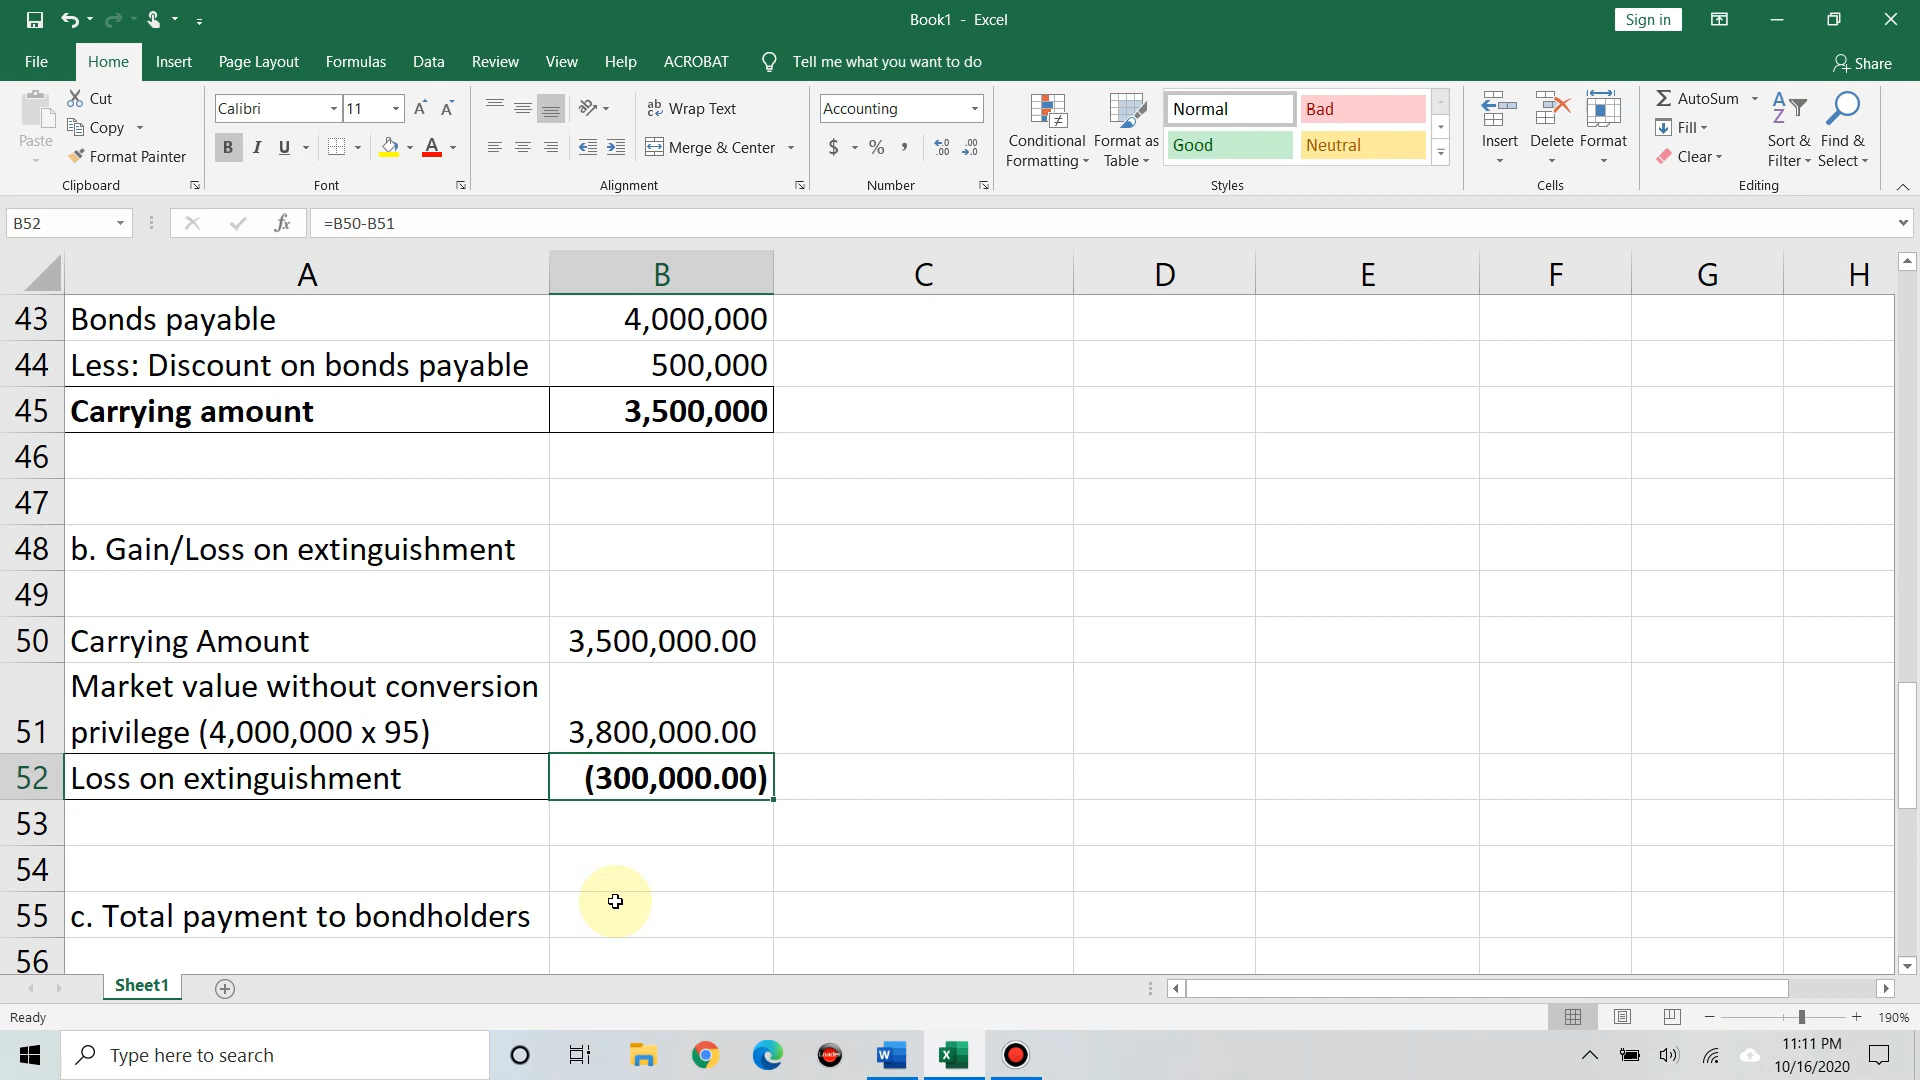 Book1 - Excel
Sign in
File Home Insert Page Layout Formulas Data Review View Help ACROBAT Tell me what you want to do
Share
Paste
Cut
Copy
Format Painter
Clipboard
Calibri 11
B I U
Font
Wrap Text
Merge & Center
Alignment
Accounting
$ % ,
Number
Conditional Formatting
Format as Table
Normal Bad
Good Neutral
Styles
Insert Delete Format
Cells
AutoSum
Fill
Clear
Sort & Filter
Find & Select
Editing
B52
fx
=B50-B51
A B C D E F G H
43 Bonds payable 4,000,000
44 Less: Discount on bonds payable 500,000
45 Carrying amount 3,500,000
46
47
48 b. Gain/Loss on extinguishment
49
50 Carrying Amount 3,500,000.00
Market value without conversion
51 privilege (4,000,000 x 95) 3,800,000.00
52 Loss on extinguishment (300,000.00)
53
54
55 c. Total payment to bondholders
56
Sheet1
Ready
190%
Type here to search
11:11 PM
10/16/2020